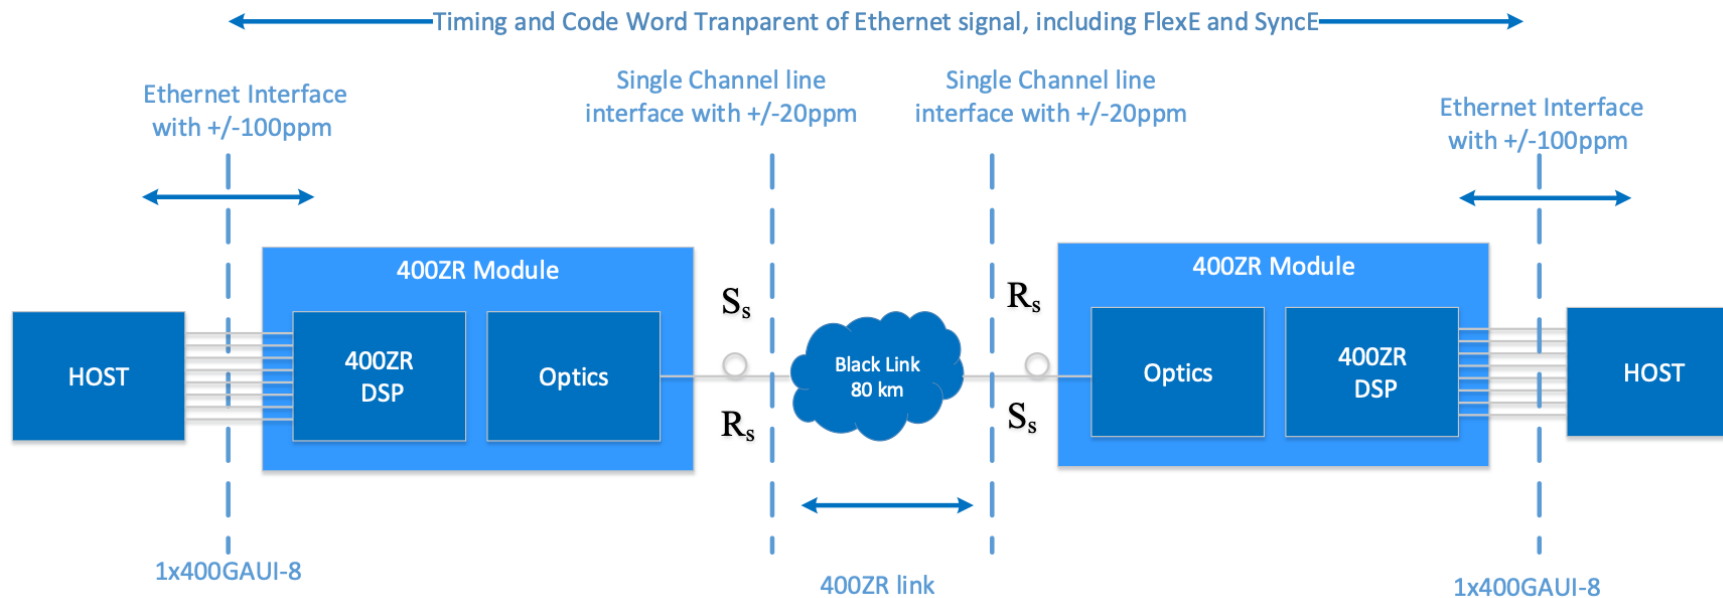 Timing and Code Word Tranparent of Ethernet signal, including FlexE and SyncE
Ethernet Interface
with +/-100ppm
Single Channel line
interface with +/-20ppm
Single Channel line
interface with +/-20ppm
Ethernet Interface
with +/-100ppm
HOST
400ZR Module
400ZR
DSP
Optics
Ss
Rs
Black Link
80 km
Rs
Ss
400ZR Module
Optics
400ZR
DSP
HOST
1x400GAUI-8
400ZR link
1x400GAUI-8